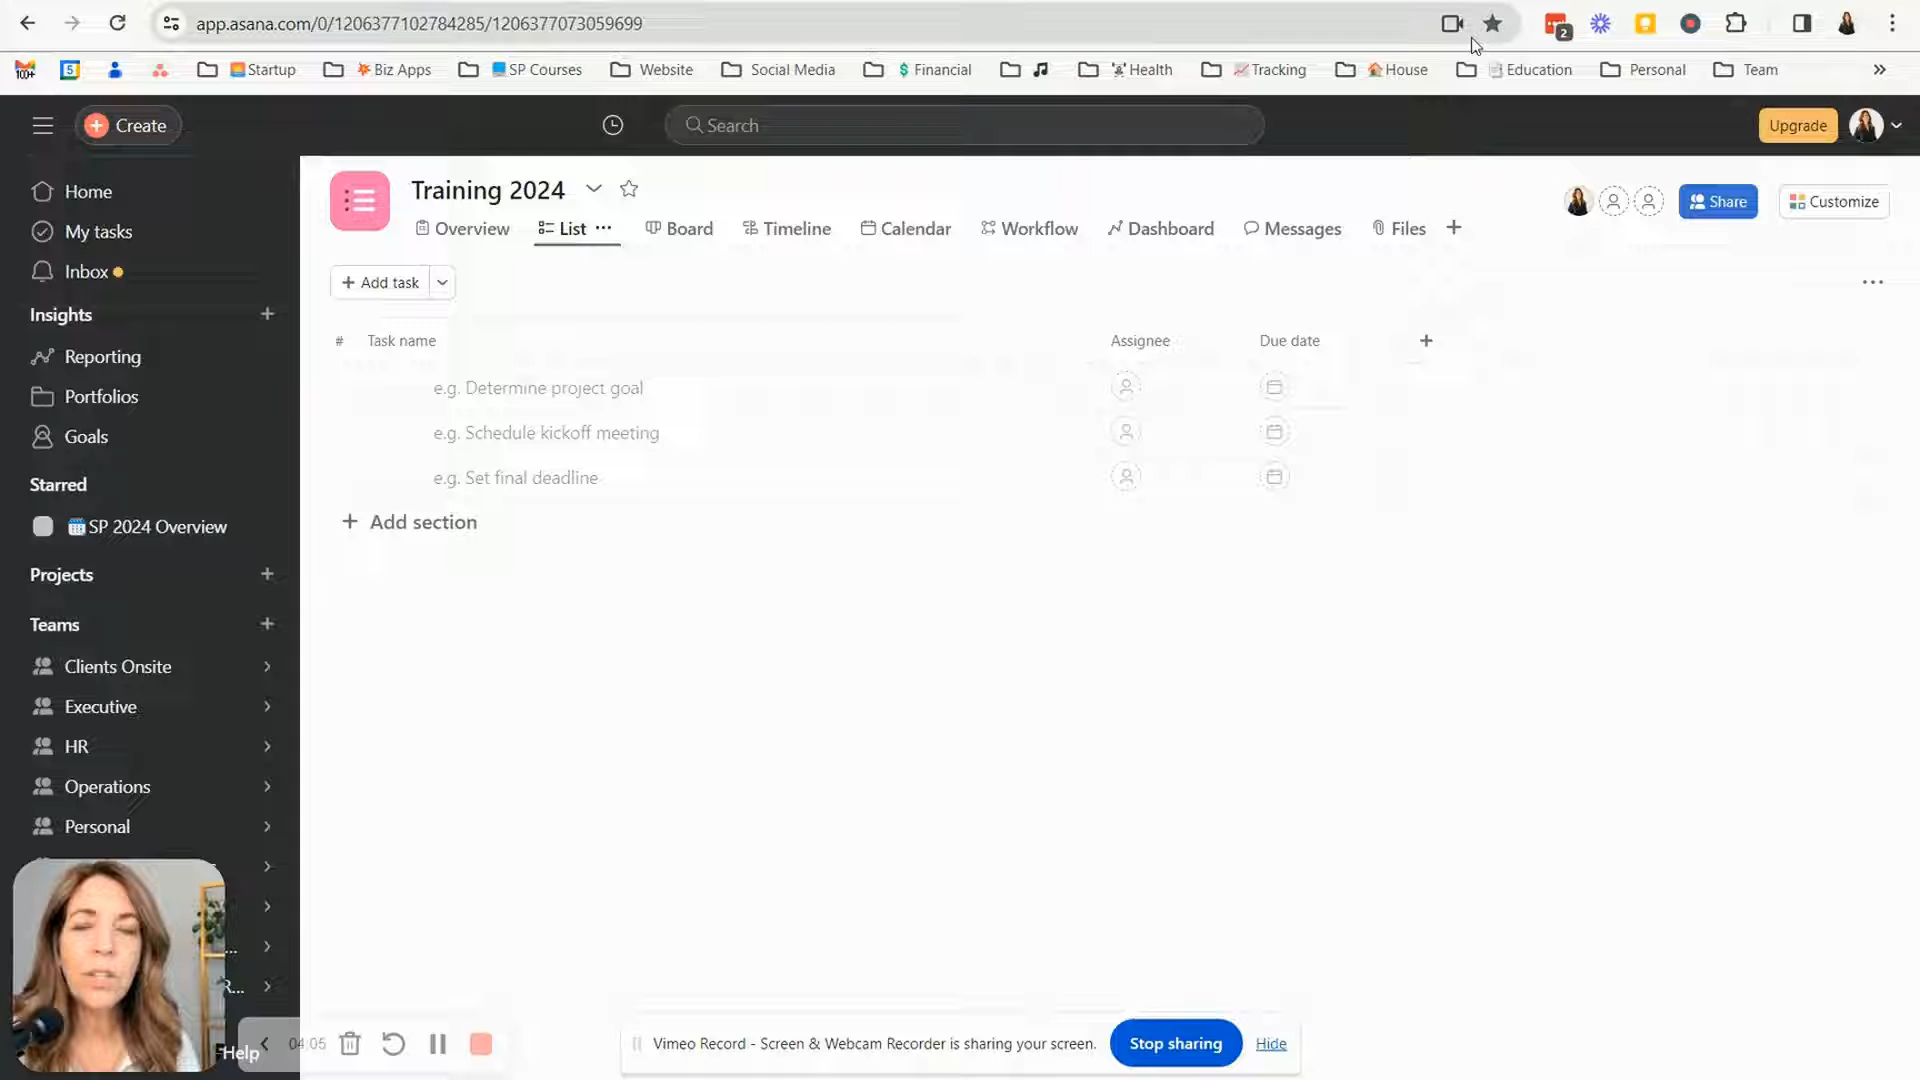 app.asana.com/0/1206377102784285/1206377073059699
2
100+
5
Startup
Biz Apps
SP Courses
Website
Social Media
$ Financial
Health
Tracking
House
Education
Personal
Team
»
Create
Search
Upgrade
Home
My tasks
Inbox
Insights
Reporting
Portfolios
Goals
Starred
SP 2024 Overview
Projects
Teams
Clients Onsite
Executive
HR
Operations
Personal
...
R...
Help
Training 2024
Share
Customize
Overview
List
Board
Timeline
Calendar
Workflow
Dashboard
Messages
Files
+ Add task
# Task name Assignee Due date
e.g. Determine project goal
e.g. Schedule kickoff meeting
e.g. Set final deadline
+ Add section
04:05
Vimeo Record - Screen & Webcam Recorder is sharing your screen.
Stop sharing
Hide